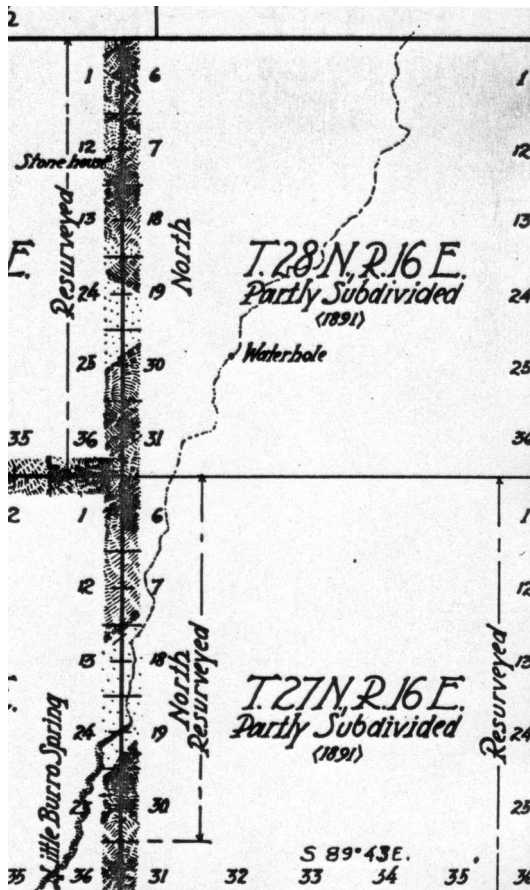 2
1 6 1
12 7 12
Stone house
13 18 13
Resurveyed
North
E.
T. 28 N., R. 16 E.
Partly Subdivided
(1891)
24 19 24
Waterhole
25 30 25
35 36 31 36
2 1 6 1
12 7 12
13 18 13
North
Resurveyed
Resurveyed
T. 27 N., R. 16 E.
Partly Subdivided
(1891)
24 19 24
Little Burro Spring
25 30 25
S 89°43'E.
35 36 31 32 33 34 35 36